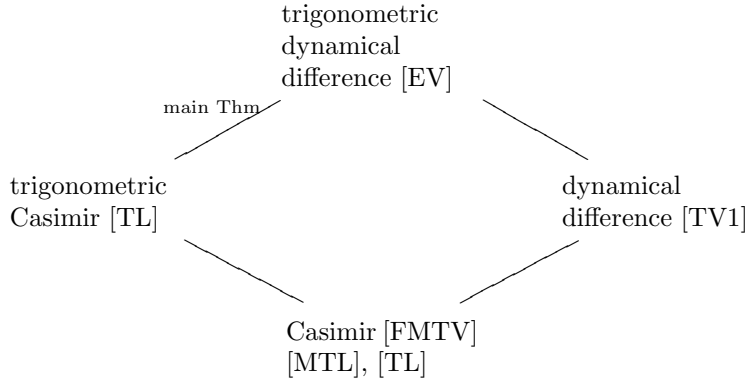 trigonometric
dynamical
difference [EV]
main Thm
trigonometric
Casimir [TL]
dynamical
difference [TV1]
Casimir [FMTV]
[MTL], [TL]